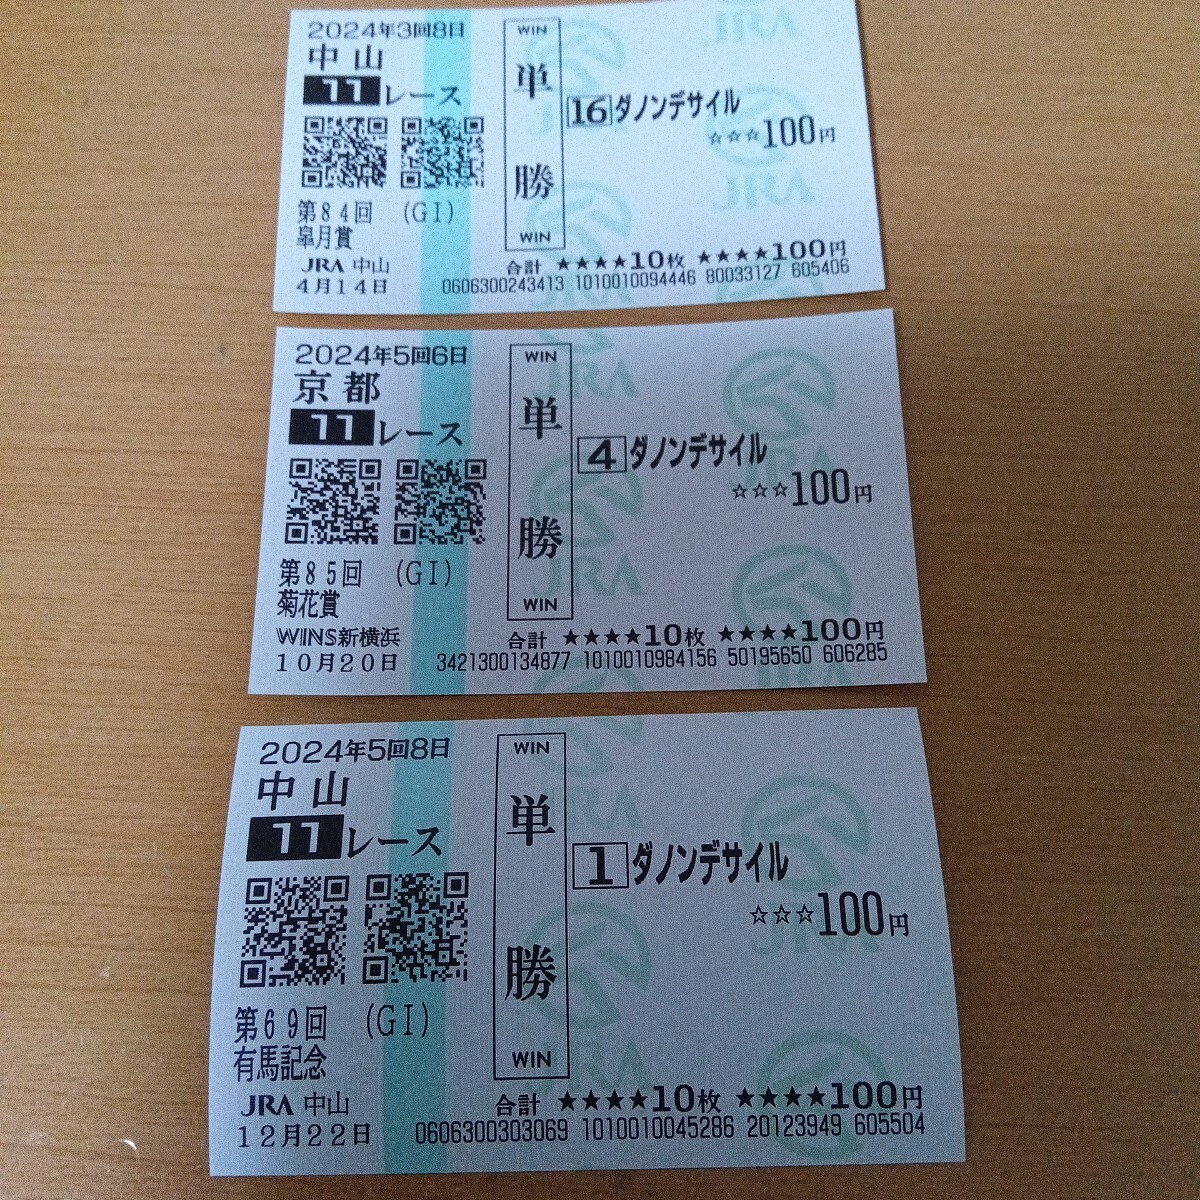 2024年3回8日
中山
11レース
第84回 (GI)
皐月賞
JRA 中山
4月14日
WIN
単
勝
WIN
16 ダノンデサイル
☆☆☆100円
合計 ★★★★10枚 ★★★★100円
0606300243413 1010010094446 80033127 605406
JRA
JRA
2024年5回6日
京都
11レース
第85回 (GI)
菊花賞
WINS新横浜
10月20日
WIN
単
勝
WIN
4 ダノンデサイル
☆☆☆100円
合計 ★★★★10枚 ★★★★100円
3421300134877 1010010984156 50195650 606285
JRA
JRA
2024年5回8日
中山
11レース
第69回 (GI)
有馬記念
JRA 中山
12月22日
WIN
単
勝
WIN
1 ダノンデサイル
☆☆☆100円
合計 ★★★★10枚 ★★★★100円
0606300303069 1010010045286 20123949 605504
JRA
JRA